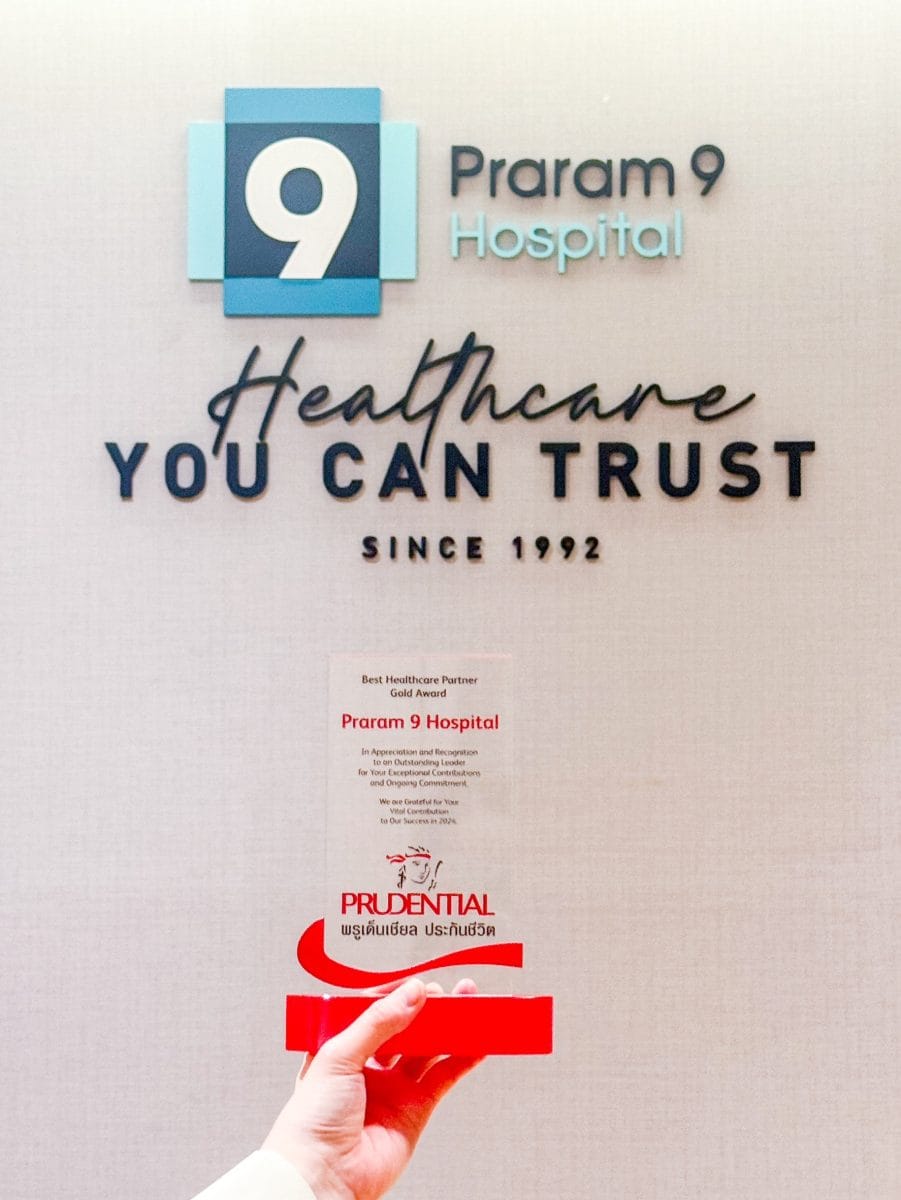 9
Praram 9
Hospital
Healthcare
YOU CAN TRUST
SINCE 1992
Best Healthcare Partner
Gold Award
Praram 9 Hospital
In Appreciation and Recognition
to an Outstanding Leader
for Your Exceptional Contributions
and Ongoing Commitment.
We are Grateful for Your
Vital Contribution
to Our Success in 2024.
PRUDENTIAL
พรูเด็นเชียล ประกันชีวิต